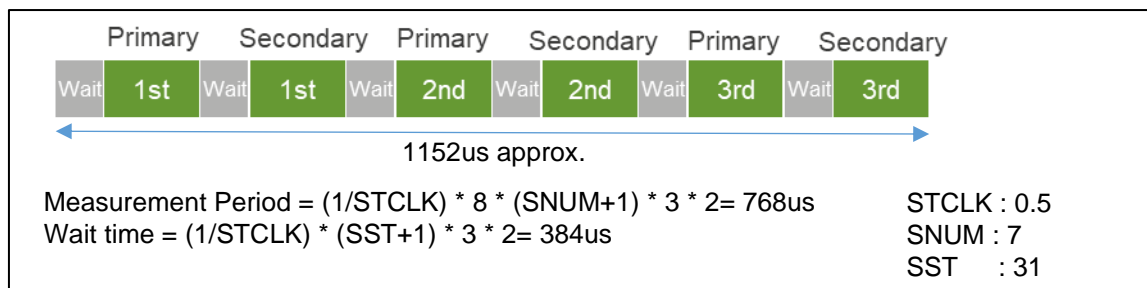 Primary Secondary Primary Secondary Primary Secondary
Wait 1st Wait 1st Wait 2nd Wait 2nd Wait 3rd Wait 3rd
1152us approx.
Measurement Period = (1/STCLK) * 8 * (SNUM+1) * 3 * 2= 768us
Wait time = (1/STCLK) * (SST+1) * 3 * 2= 384us
STCLK : 0.5
SNUM : 7
SST : 31